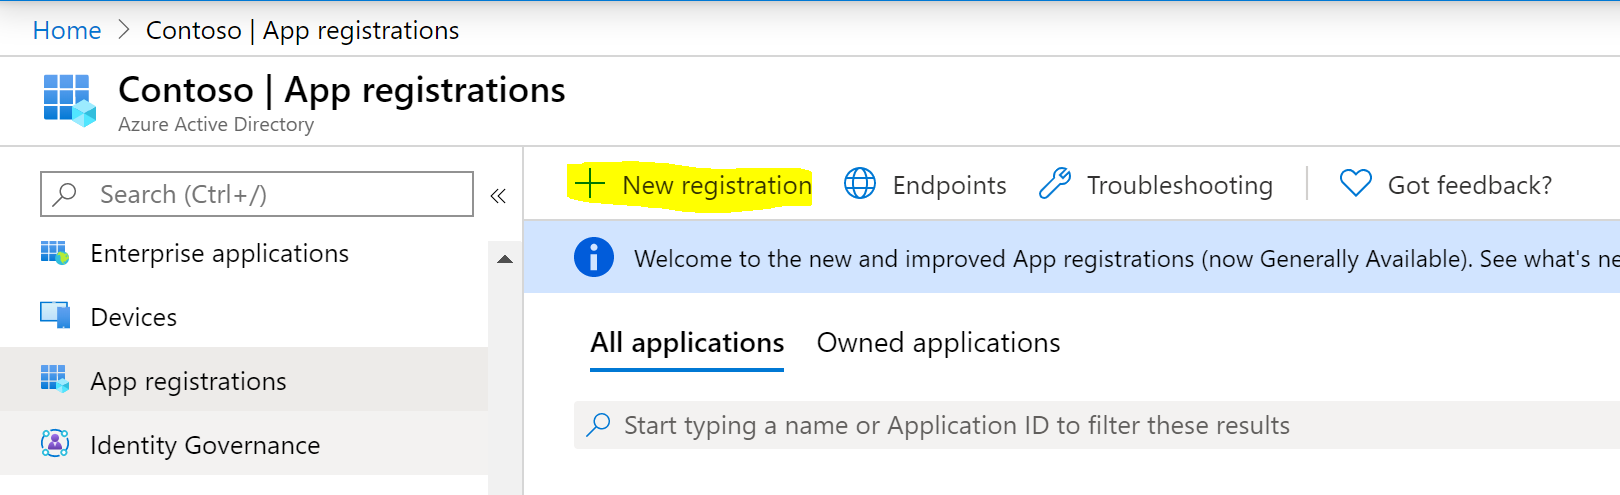 Home > Contoso | App registrations
Contoso | App registrations
Azure Active Directory
Search (Ctrl+/)
«
Enterprise applications
Devices
App registrations
Identity Governance
+ New registration
Endpoints
Troubleshooting
Got feedback?
Welcome to the new and improved App registrations (now Generally Available). See what's ne
All applications
Owned applications
Start typing a name or Application ID to filter these results